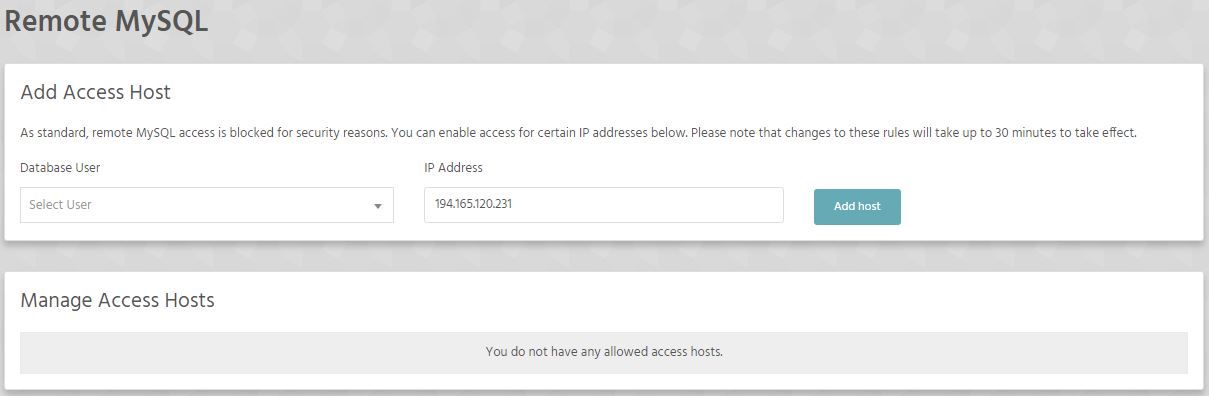 Remote MySQL
Add Access Host
As standard, remote MySQL access is blocked for security reasons. You can enable access for certain IP addresses below. Please note that changes to these rules will take up to 30 minutes to take effect.
Database User
IP Address
Select User
194.165.120.231
Add host
Manage Access Hosts
You do not have any allowed access hosts.